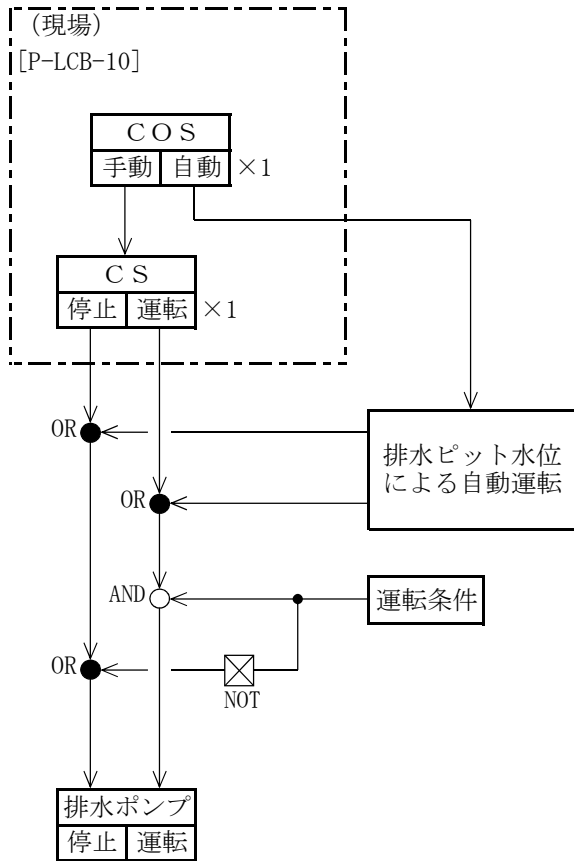 (現場)
[P-LCB-10]
ＣＯＳ
手動 自動 ×1
ＣＳ
停止 運転 ×1
OR
排水ピット水位
による自動運転
OR
AND
運転条件
OR
NOT
排水ポンプ
停止 運転